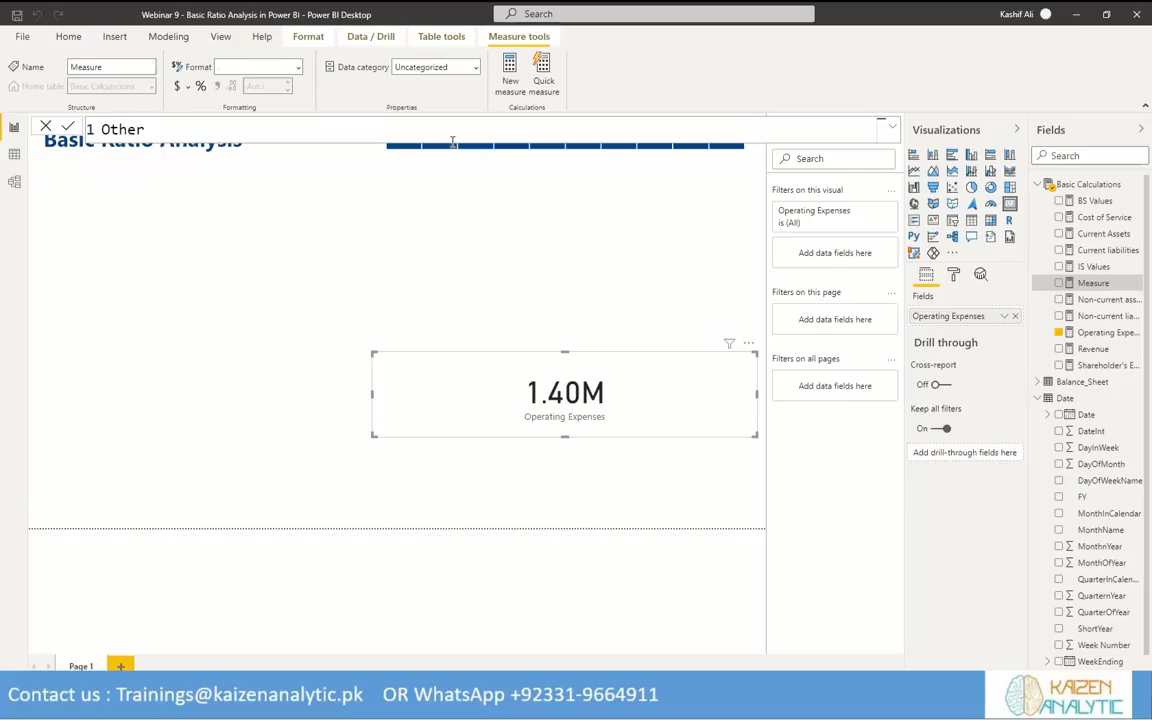 Webinar 9 - Basic Ratio Analysis in Power BI - Power BI Desktop
Search
Kashif Ali
File
Home
Insert
Modeling
View
Help
Format
Data / Drill
Table tools
Measure tools
Name
Measure
Home table
Basic Calculations
Structure
Format
$
%
Auto
Formatting
Data category
Uncategorized
Properties
New measure
Quick measure
Calculations
1 Other
Basic Ratio Analysis
1.40M
Operating Expenses
Search
Filters on this visual
...
Operating Expenses
is (All)
Add data fields here
Filters on this page
...
Add data fields here
Filters on all pages
...
Add data fields here
Visualizations
R
Py
123
Fields
Operating Expenses
Drill through
Cross-report
Off
Keep all filters
On
Add drill-through fields here
Fields
Search
Basic Calculations
BS Values
Cost of Service
Current Assets
Current liabilities
IS Values
Measure
Non-current ass...
Non-current lia...
Operating Expe...
Revenue
Shareholder's E...
Balance_Sheet
Date
Date
DateInt
DayInWeek
DayOfMonth
DayOfWeekName
FY
MonthInCalendar
MonthName
MonthnYear
MonthOfYear
QuarterInCalen...
QuarternYear
QuarterOfYear
ShortYear
Week Number
WeekEnding
Page 1
+
Contact us : Trainings@kaizenanalytic.pk OR WhatsApp +92331-9664911
KAIZEN
ANALYTIC